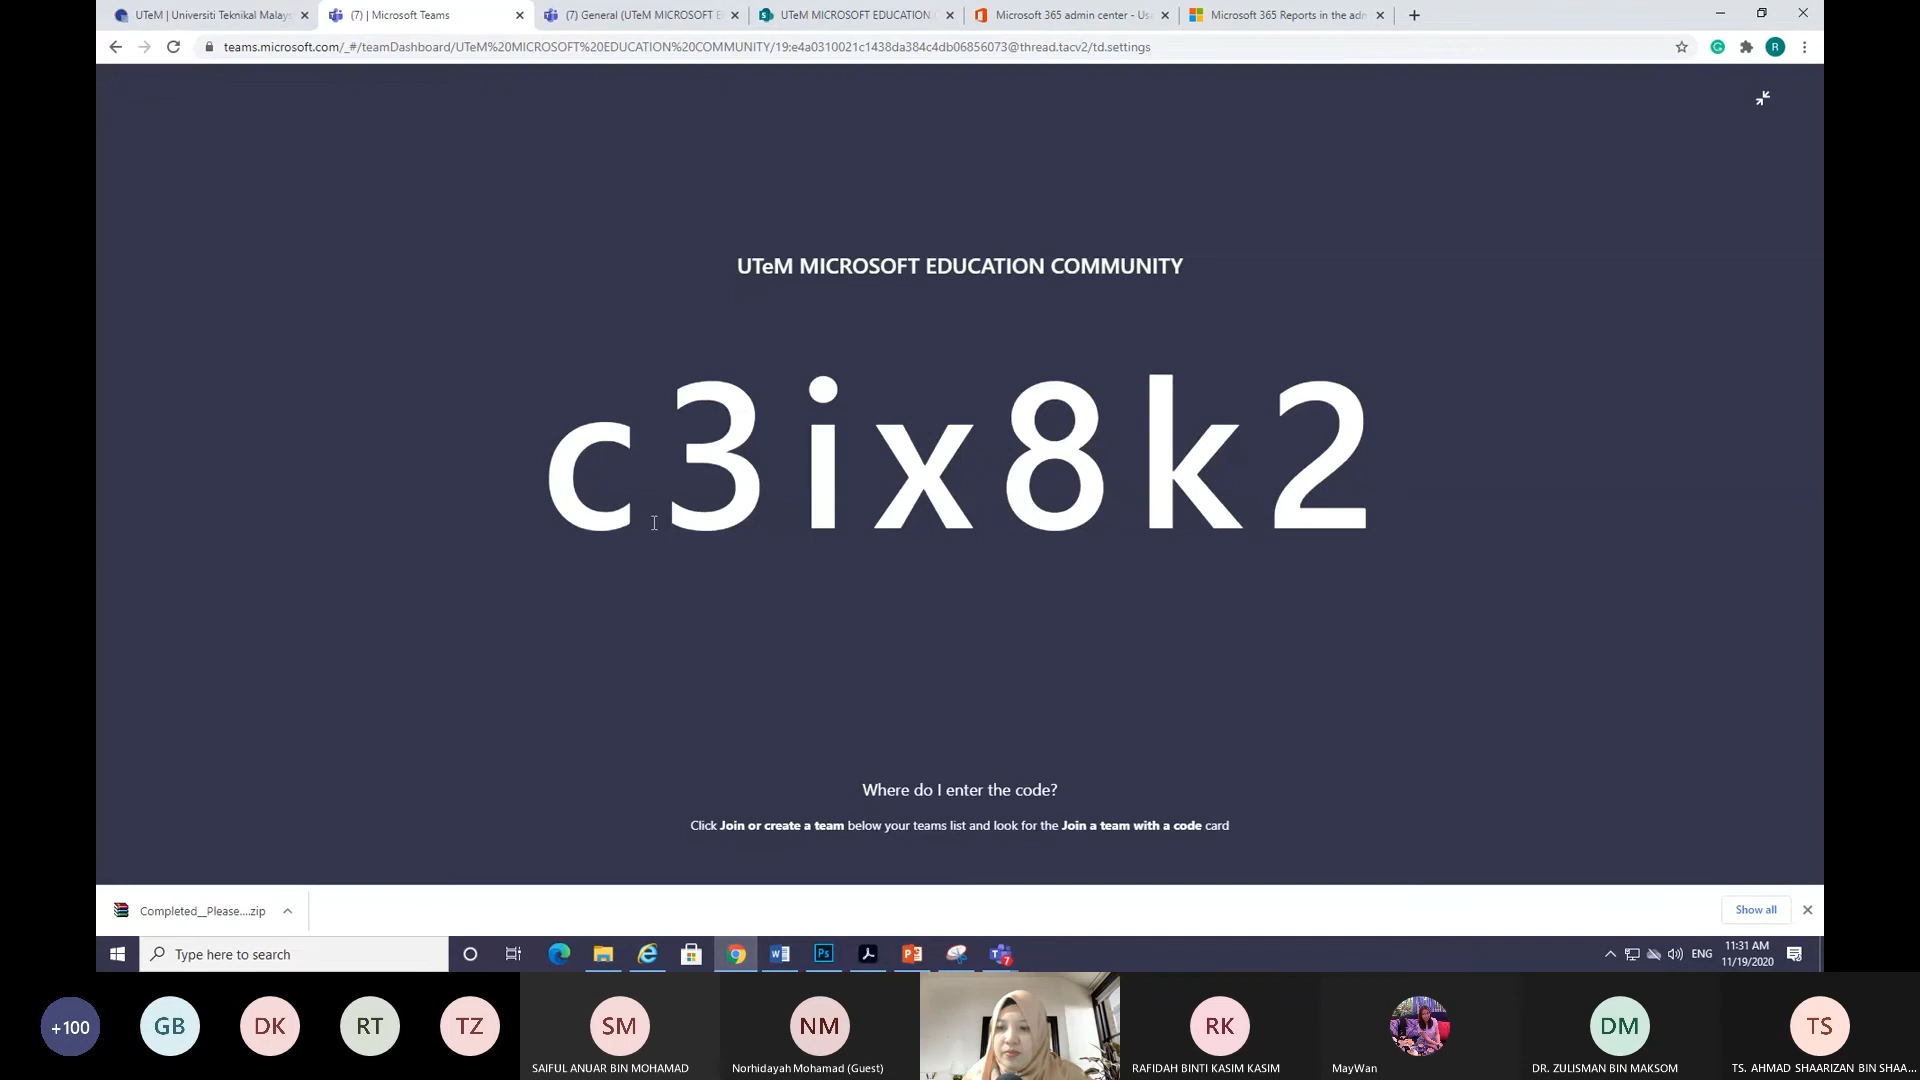 UTeM | Universiti Teknikal Malays
(7) | Microsoft Teams
(7) General (UTeM MICROSOFT E
UTeM MICROSOFT EDUCATION
Microsoft 365 admin center - Us
Microsoft 365 Reports in the adm
teams.microsoft.com/_#/teamDashboard/UTeM%20MICROSOFT%20EDUCATION%20COMMUNITY/19:e4a0310021c1438da384c4db06856073@thread.tacv2/td.settings
R
UTeM MICROSOFT EDUCATION COMMUNITY
c3ix8k2
Where do I enter the code?
Click Join or create a team below your teams list and look for the Join a team with a code card
Completed__Please....zip
Show all
Type here to search
ENG
11:31 AM
11/19/2020
+100
GB
DK
RT
TZ
SM
NM
RK
DM
TS
SAIFUL ANUAR BIN MOHAMAD
Norhidayah Mohamad (Guest)
RAFIDAH BINTI KASIM KASIM
MayWan
DR. ZULISMAN BIN MAKSOM
TS. AHMAD SHAARIZAN BIN SHAA...